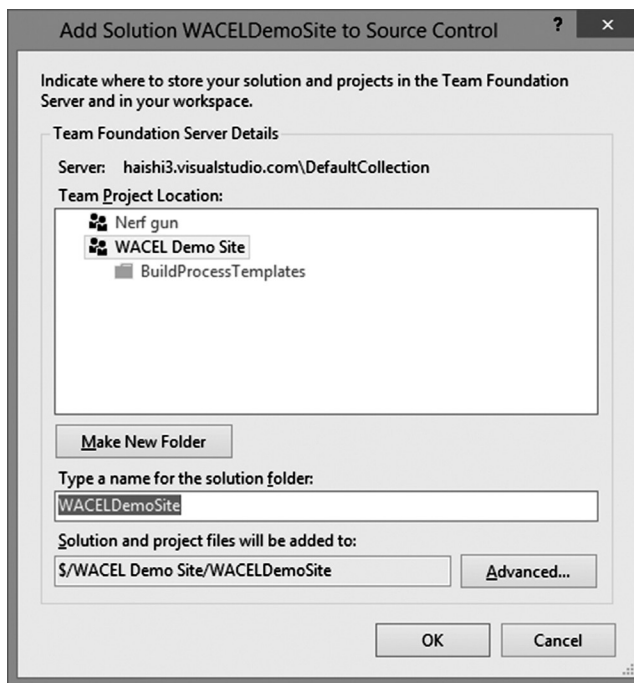 Add Solution WACELDemoSite to Source Control ? ×
Indicate where to store your solution and projects in the Team Foundation
Server and in your workspace.
Team Foundation Server Details
Server: haishi3.visualstudio.com\DefaultCollection
Team Project Location:
Nerf gun
WACEL Demo Site
BuildProcessTemplates
Make New Folder
Type a name for the solution folder:
WACELDemoSite
Solution and project files will be added to:
$/WACEL Demo Site/WACELDemoSite
Advanced...
OK
Cancel